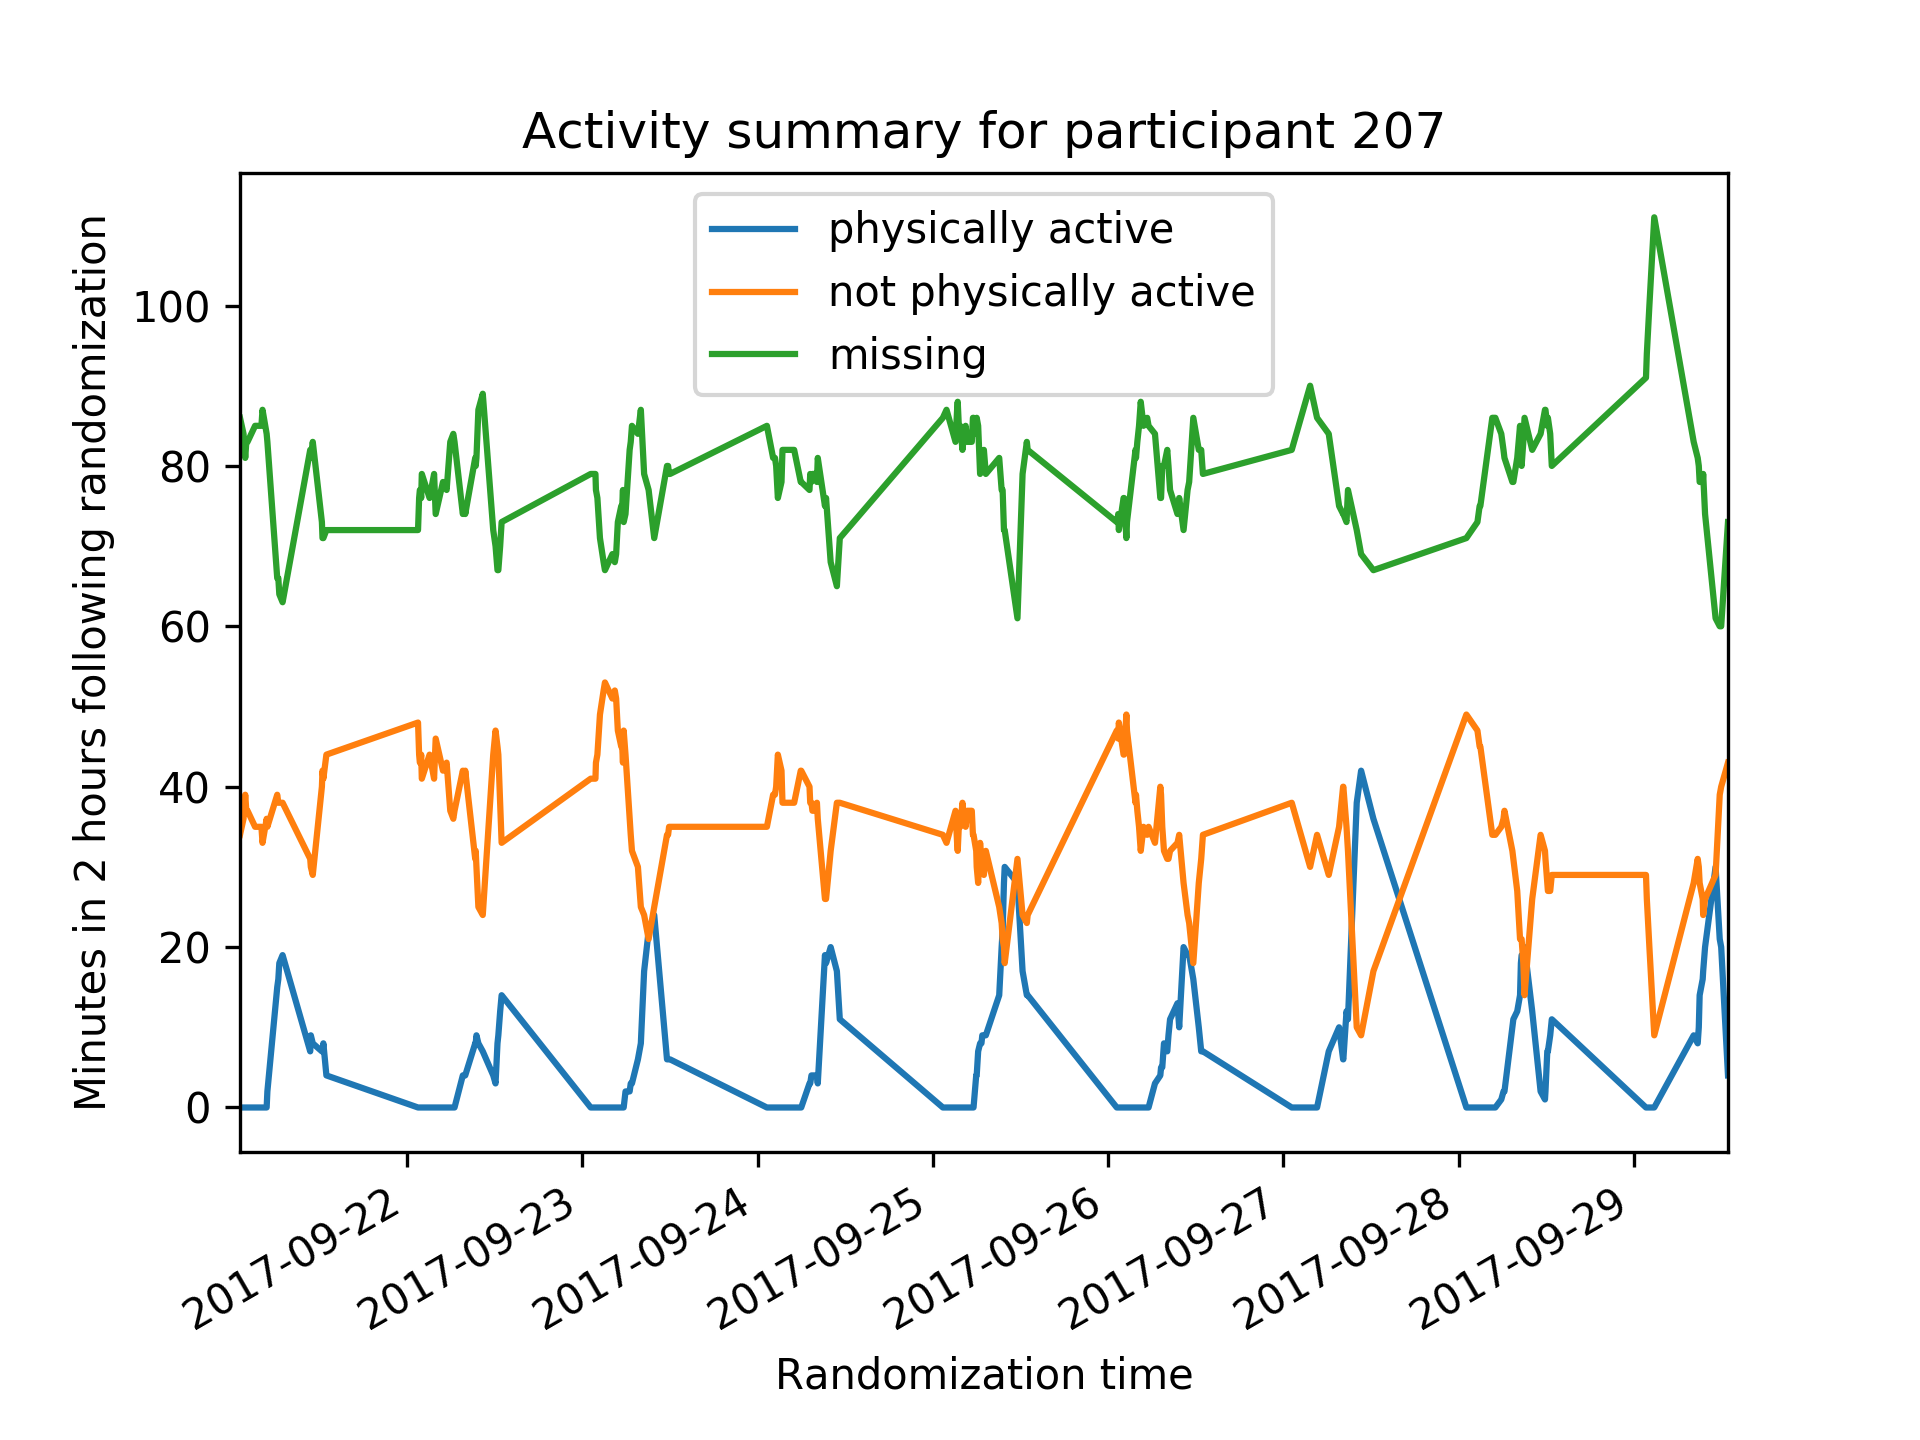 Activity summary for participant 207
physically active
not physically active
missing
Minutes in 2 hours following randomization
100
80
60
40
20
0
2017-09-22
2017-09-23
2017-09-24
2017-09-25
2017-09-26
2017-09-27
2017-09-28
2017-09-29
Randomization time